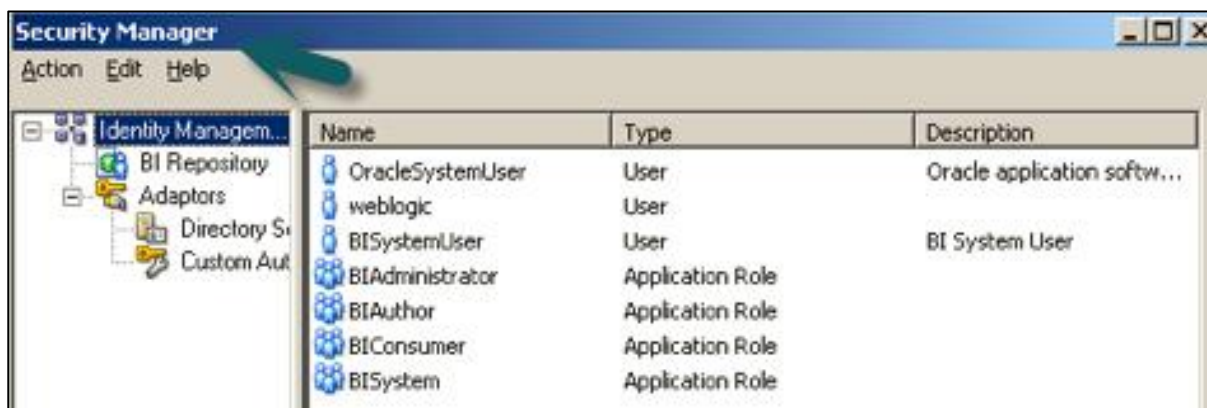 Security Manager
Action Edit Help
Identity Managem...
BI Repository
Adaptors
Directory Se
Custom Aut
Name Type Description
OracleSystemUser User Oracle application softw...
weblogic User
BISystemUser User BI System User
BIAdministrator Application Role
BIAuthor Application Role
BIConsumer Application Role
BISystem Application Role